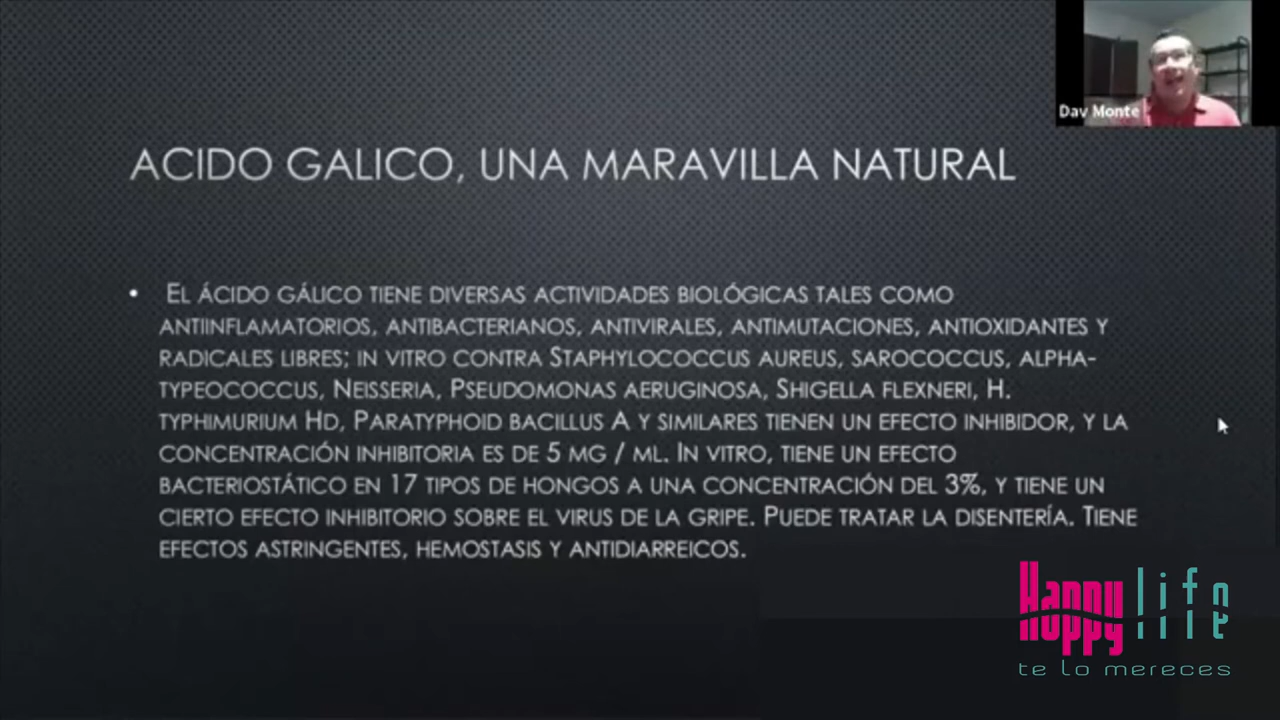 Dav Monte
ACIDO GALICO, UNA MARAVILLA NATURAL
• EL ÁCIDO GÁLICO TIENE DIVERSAS ACTIVIDADES BIOLÓGICAS TALES COMO
ANTIINFLAMATORIOS, ANTIBACTERIANOS, ANTIVIRALES, ANTIMUTACIONES, ANTIOXIDANTES Y
RADICALES LIBRES; IN VITRO CONTRA STAPHYLOCOCCUS AUREUS, SAROCOCCUS, ALPHA-
TYPEOCOCCUS, NEISSERIA, PSEUDOMONAS AERUGINOSA, SHIGELLA FLEXNERI, H.
TYPHIMURIUM HD, PARATYPHOID BACILLUS A Y SIMILARES TIENEN UN EFECTO INHIBIDOR, Y LA
CONCENTRACIÓN INHIBITORIA ES DE 5 MG / ML. IN VITRO, TIENE UN EFECTO
BACTERIOSTÁTICO EN 17 TIPOS DE HONGOS A UNA CONCENTRACIÓN DEL 3%, Y TIENE UN
CIERTO EFECTO INHIBITORIO SOBRE EL VIRUS DE LA GRIPE. PUEDE TRATAR LA DISENTERÍA. TIENE
EFECTOS ASTRINGENTES, HEMOSTASIS Y ANTIDIARREICOS.
Happy life
te lo mereces